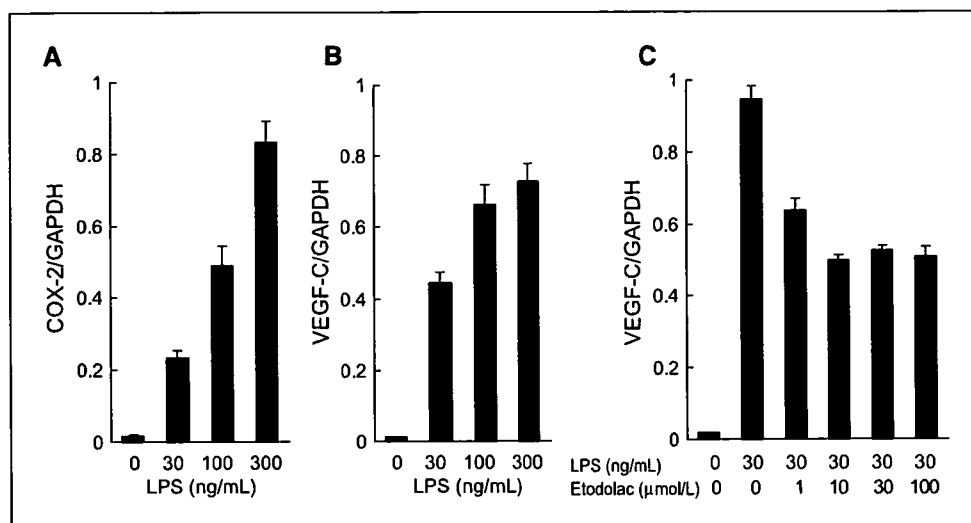 A
COX-2/GAPDH
1
0.8
0.6
0.4
0.2
0
0 30 100 300
LPS (ng/mL)
B
VEGF-C/GAPDH
1
0.8
0.6
0.4
0.2
0
0 30 100 300
LPS (ng/mL)
C
VEGF-C/GAPDH
1
0.8
0.6
0.4
0.2
0
LPS (ng/mL) 0 30 30 30 30 30
Etodolac (μmol/L) 0 0 1 10 30 100